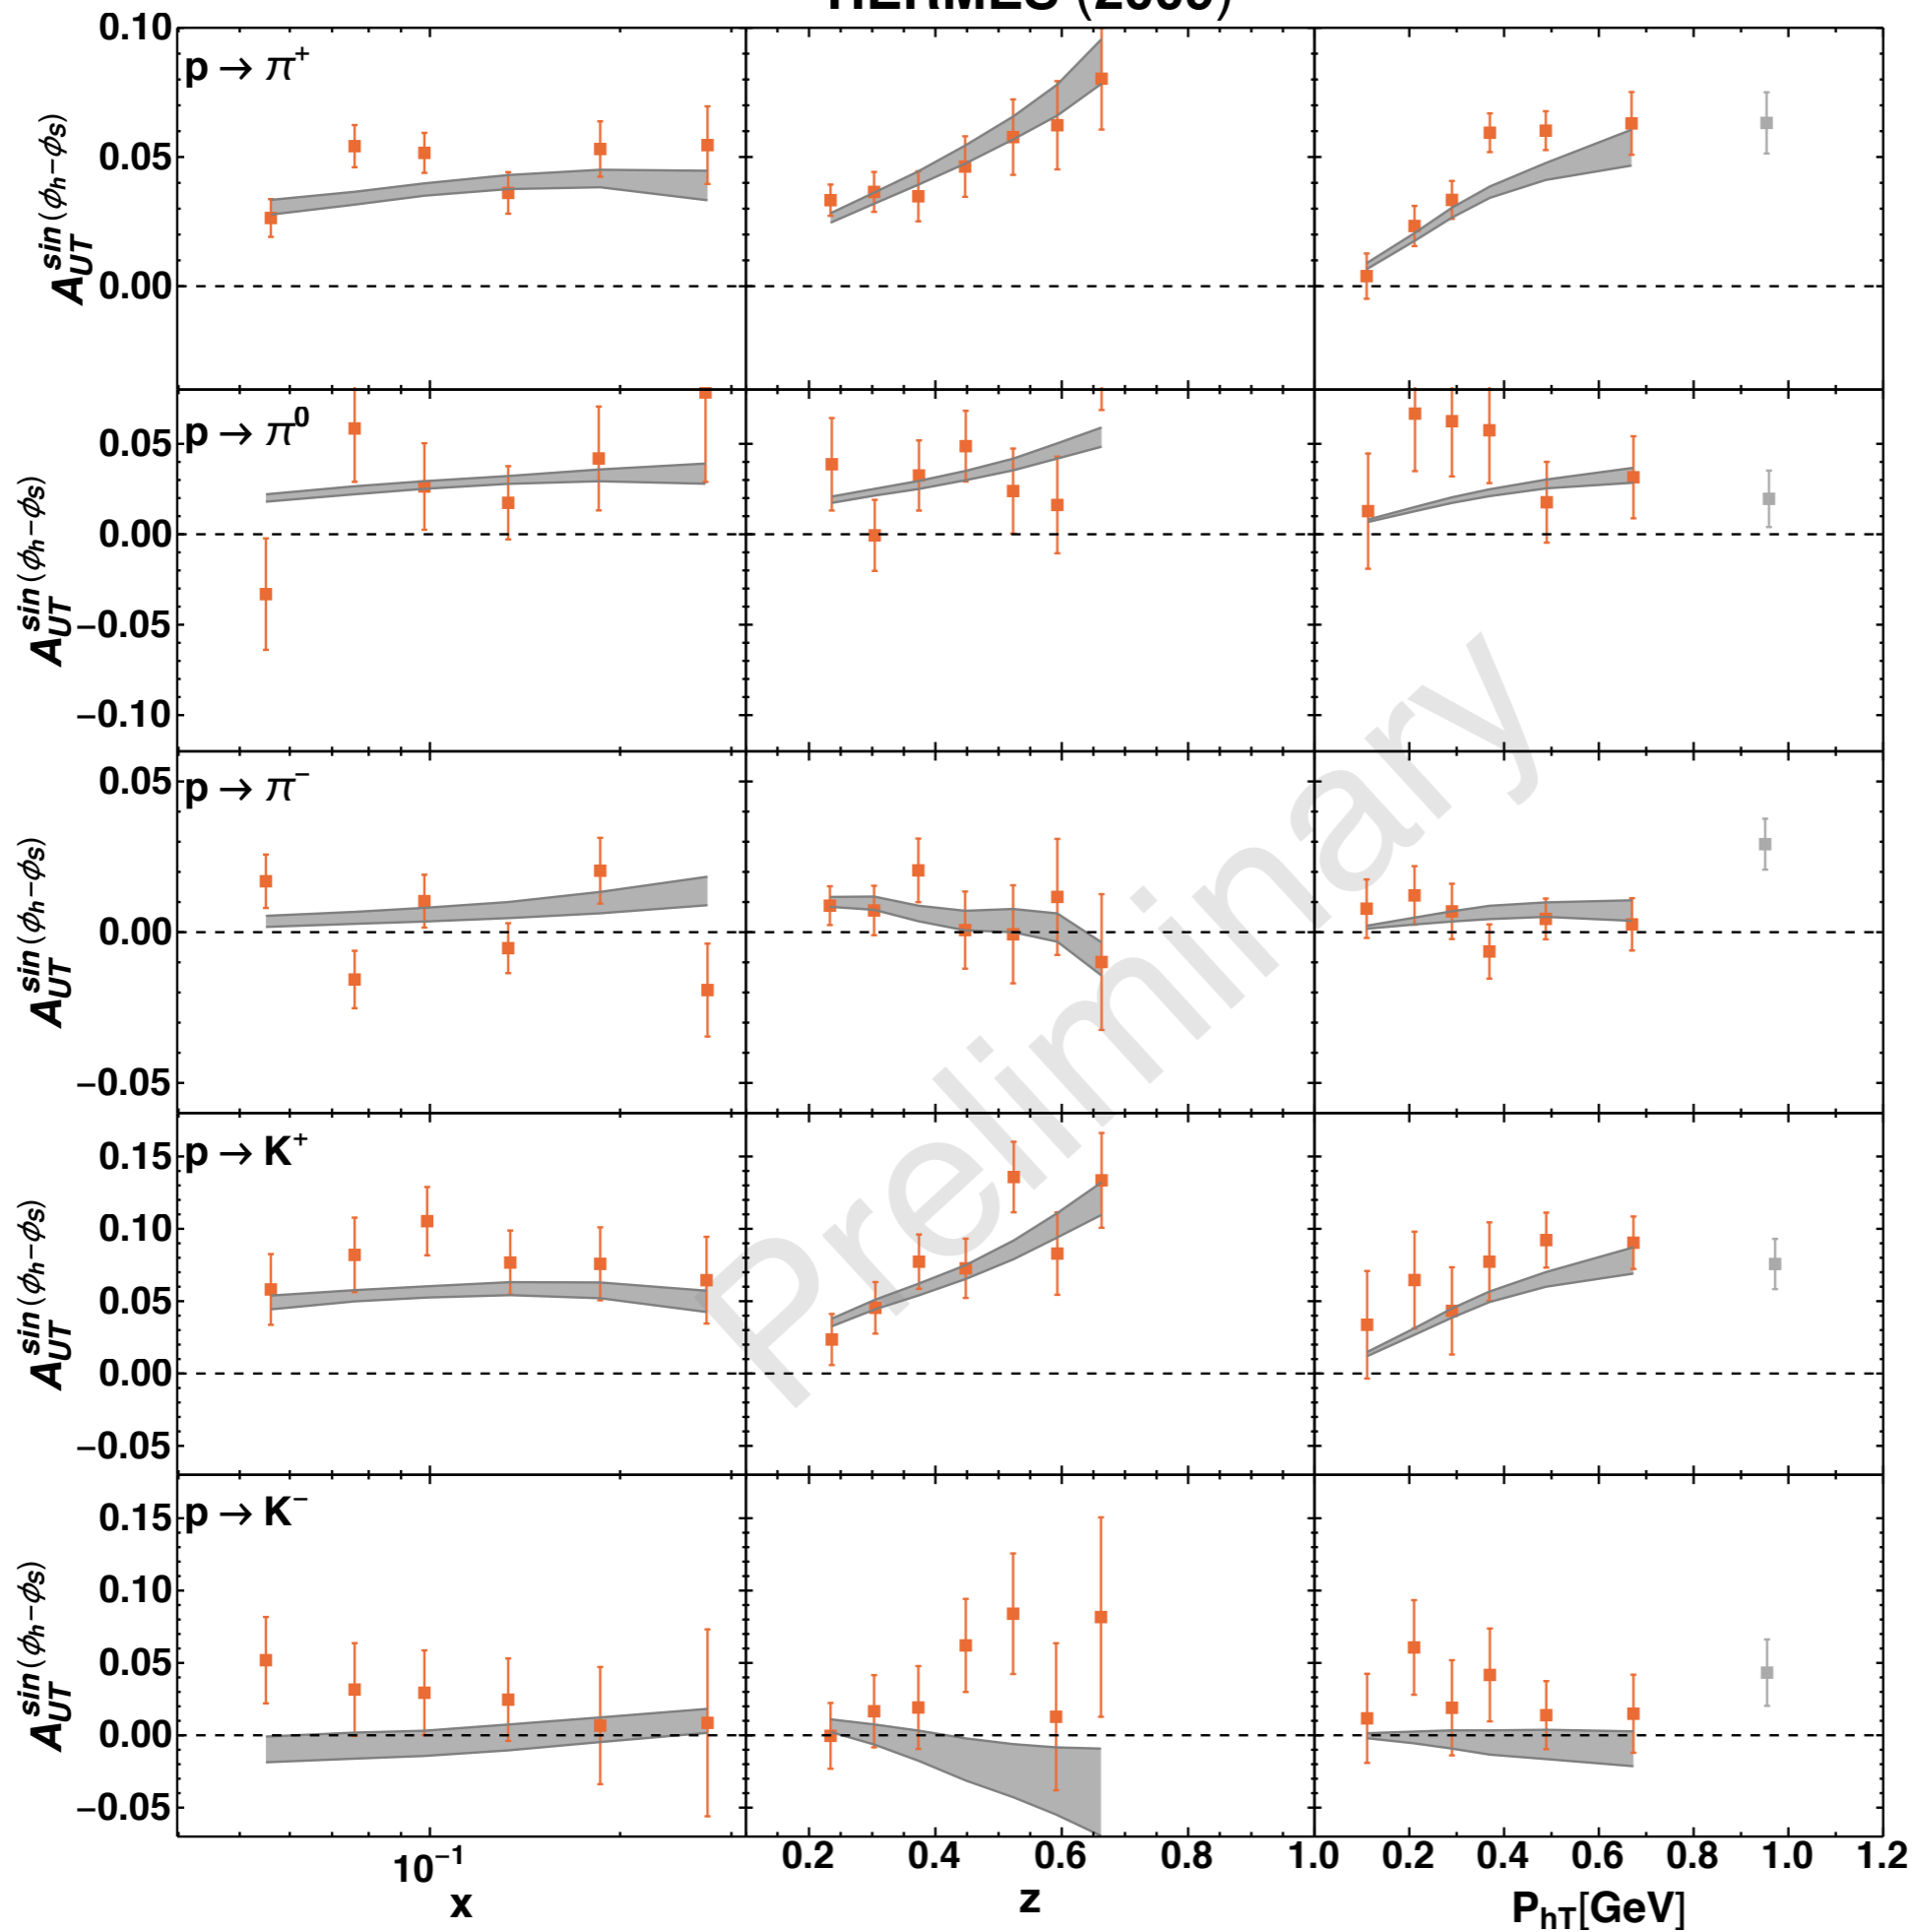 HERMES (2009)
0.10
p → π⁺
0.05
0.00
A_UT^sin(ϕh−ϕS)
p → π⁰
0.05
0.00
−0.05
−0.10
A_UT^sin(ϕh−ϕS)
p → π⁻
0.05
0.00
−0.05
A_UT^sin(ϕh−ϕS)
p → K⁺
0.15
0.10
0.05
0.00
−0.05
A_UT^sin(ϕh−ϕS)
p → K⁻
0.15
0.10
0.05
0.00
−0.05
A_UT^sin(ϕh−ϕS)
Preliminary
10⁻¹
0.2 0.4 0.6 0.8 1.0
0.2 0.4 0.6 0.8 1.0 1.2
x
z
P_hT[GeV]